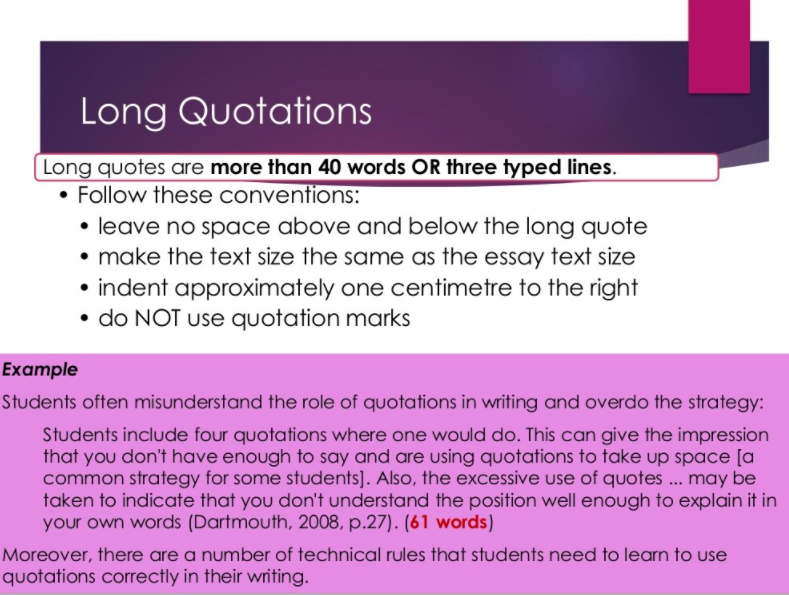 Long Quotations
Long quotes are more than 40 words OR three typed lines.
• Follow these conventions:
• leave no space above and below the long quote
• make the text size the same as the essay text size
• indent approximately one centimetre to the right
• do NOT use quotation marks
Example
Students often misunderstand the role of quotations in writing and overdo the strategy:
Students include four quotations where one would do. This can give the impression
that you don't have enough to say and are using quotations to take up space [a
common strategy for some students]. Also, the excessive use of quotes ... may be
taken to indicate that you don't understand the position well enough to explain it in
your own words (Dartmouth, 2008, p.27). (61 words)
Moreover, there are a number of technical rules that students need to learn to use
quotations correctly in their writing.